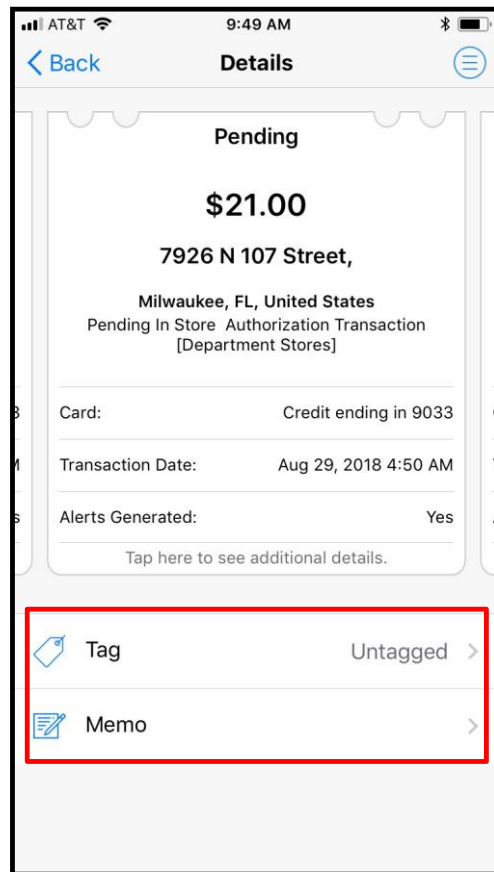 AT&T 9:49 AM
Back Details
Pending
$21.00
7926 N 107 Street,
Milwaukee, FL, United States
Pending In Store Authorization Transaction
[Department Stores]
Card: Credit ending in 9033
Transaction Date: Aug 29, 2018 4:50 AM
Alerts Generated: Yes
Tap here to see additional details.
Tag Untagged
Memo